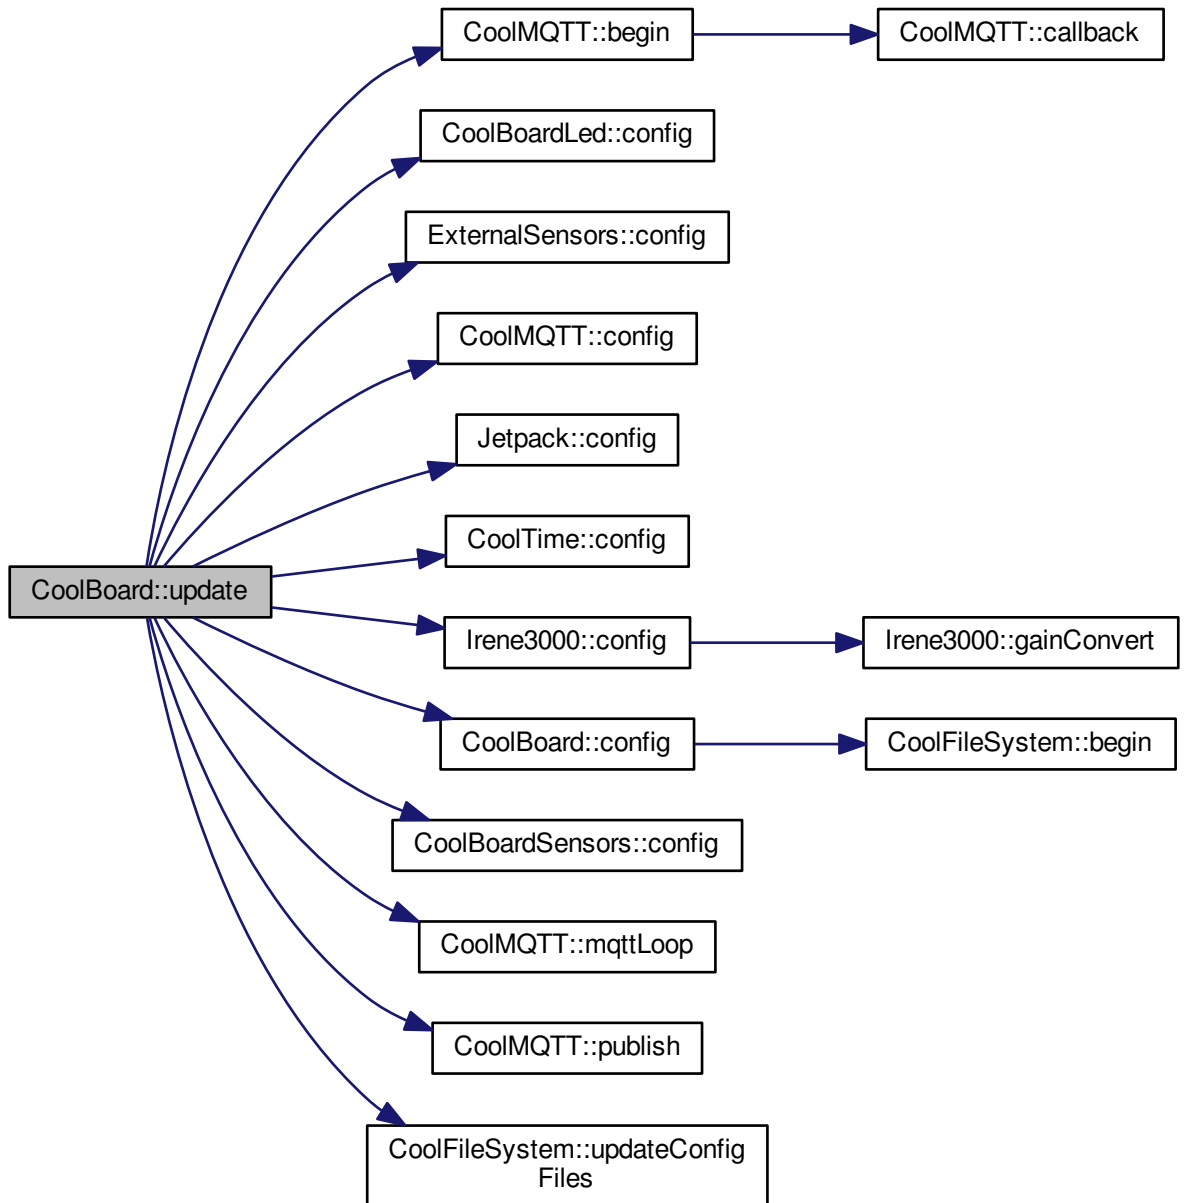 CoolMQTT::begin
CoolMQTT::callback
CoolBoardLed::config
ExternalSensors::config
CoolMQTT::config
Jetpack::config
CoolTime::config
CoolBoard::update
Irene3000::config
Irene3000::gainConvert
CoolBoard::config
CoolFileSystem::begin
CoolBoardSensors::config
CoolMQTT::mqttLoop
CoolMQTT::publish
CoolFileSystem::updateConfig
Files